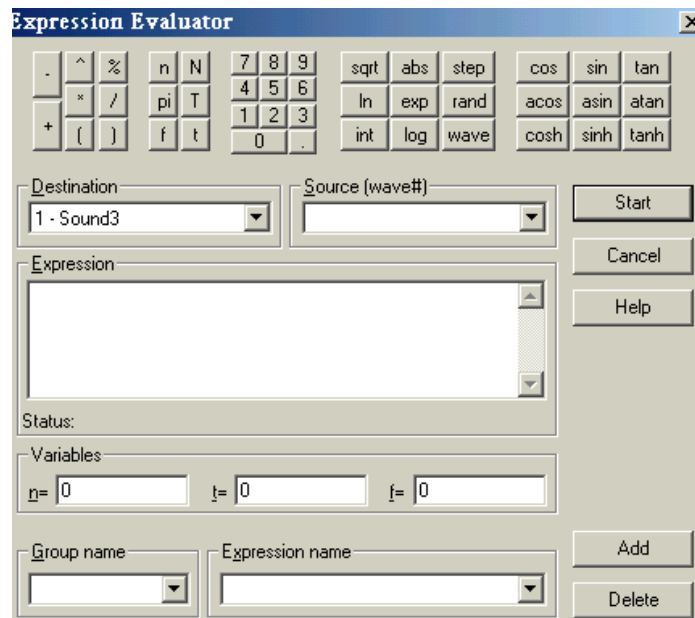 Expression Evaluator
- ^ % n N 7 8 9 sqrt abs step cos sin tan
* / pi T 4 5 6 ln exp rand acos asin atan
+ ( ) f t 1 2 3 int log wave cosh sinh tanh
0 .
Destination Source (wave#)
1 - Sound3
Start
Cancel
Expression
Help
Status:
Variables
n= 0 t= 0 f= 0
Group name Expression name
Add
Delete